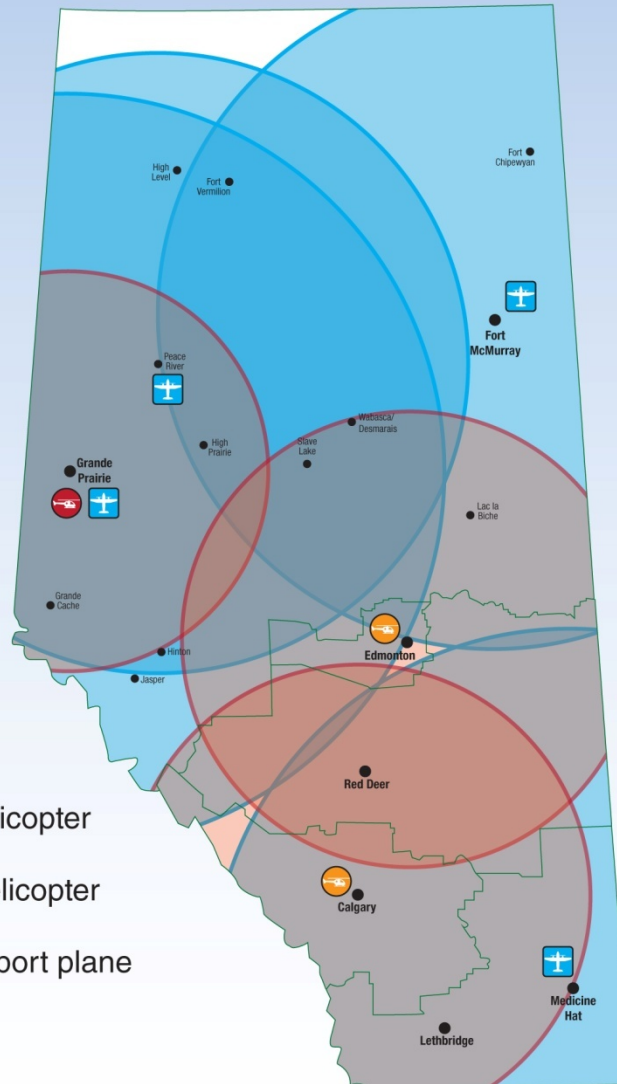 High
Level
Fort
Vermilion
Fort
Chipewyan
Fort
McMurray
Peace
River
Wabasca/
Desmarais
High
Prairie
Slave
Lake
Grande
Prairie
Lac la
Biche
Grande
Cache
Edmonton
Hinton
Jasper
Red Deer
licopter
elicopter
port plane
Calgary
Medicine
Hat
Lethbridge